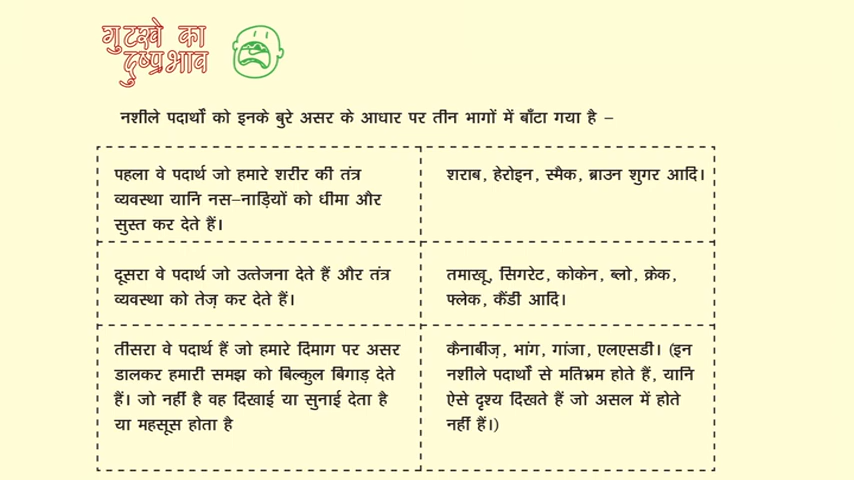 गुटखे का
दुष्प्रभाव
नशीले पदार्थों को इनके बुरे असर के आधार पर तीन भागों में बाँटा गया है –
पहला वे पदार्थ जो हमारे शरीर की तंत्र
व्यवस्था यानि नस–नाड़ियों को धीमा और
सुस्त कर देते हैं।
शराब, हेरोइन, स्मैक, ब्राउन शुगर आदि।
दूसरा वे पदार्थ जो उत्तेजना देते हैं और तंत्र
व्यवस्था को तेज़ कर देते हैं।
तमाखू, सिगरेट, कोकेन, ब्लो, क्रेक,
फ्लेक, कैंडी आदि।
तीसरा वे पदार्थ हैं जो हमारे दिमाग पर असर
डालकर हमारी समझ को बिल्कुल बिगाड़ देते
हैं। जो नहीं है वह दिखाई या सुनाई देता है
या महसूस होता है
कैनाबीज़, भांग, गांजा, एलएसडी। (इन
नशीले पदार्थों से मतिभ्रम होते हैं, यानि
ऐसे दृश्य दिखते हैं जो असल में होते
नहीं हैं।)